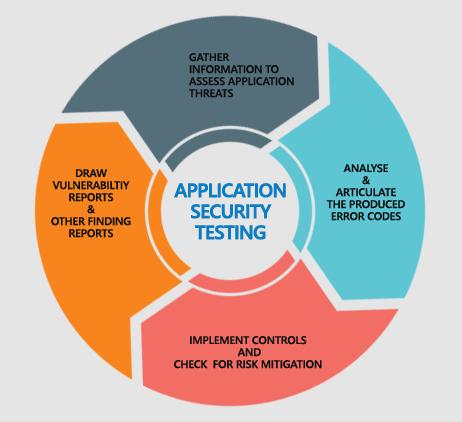 GATHER
INFORMATION TO
ASSESS APPLICATION
THREATS
ANALYSE
&
ARTICULATE
THE PRODUCED
ERROR CODES
IMPLEMENT CONTROLS
AND
CHECK FOR RISK MITIGATION
DRAW
VULNERABILTIY
REPORTS
&
OTHER FINDING
REPORTS
APPLICATION
SECURITY
TESTING